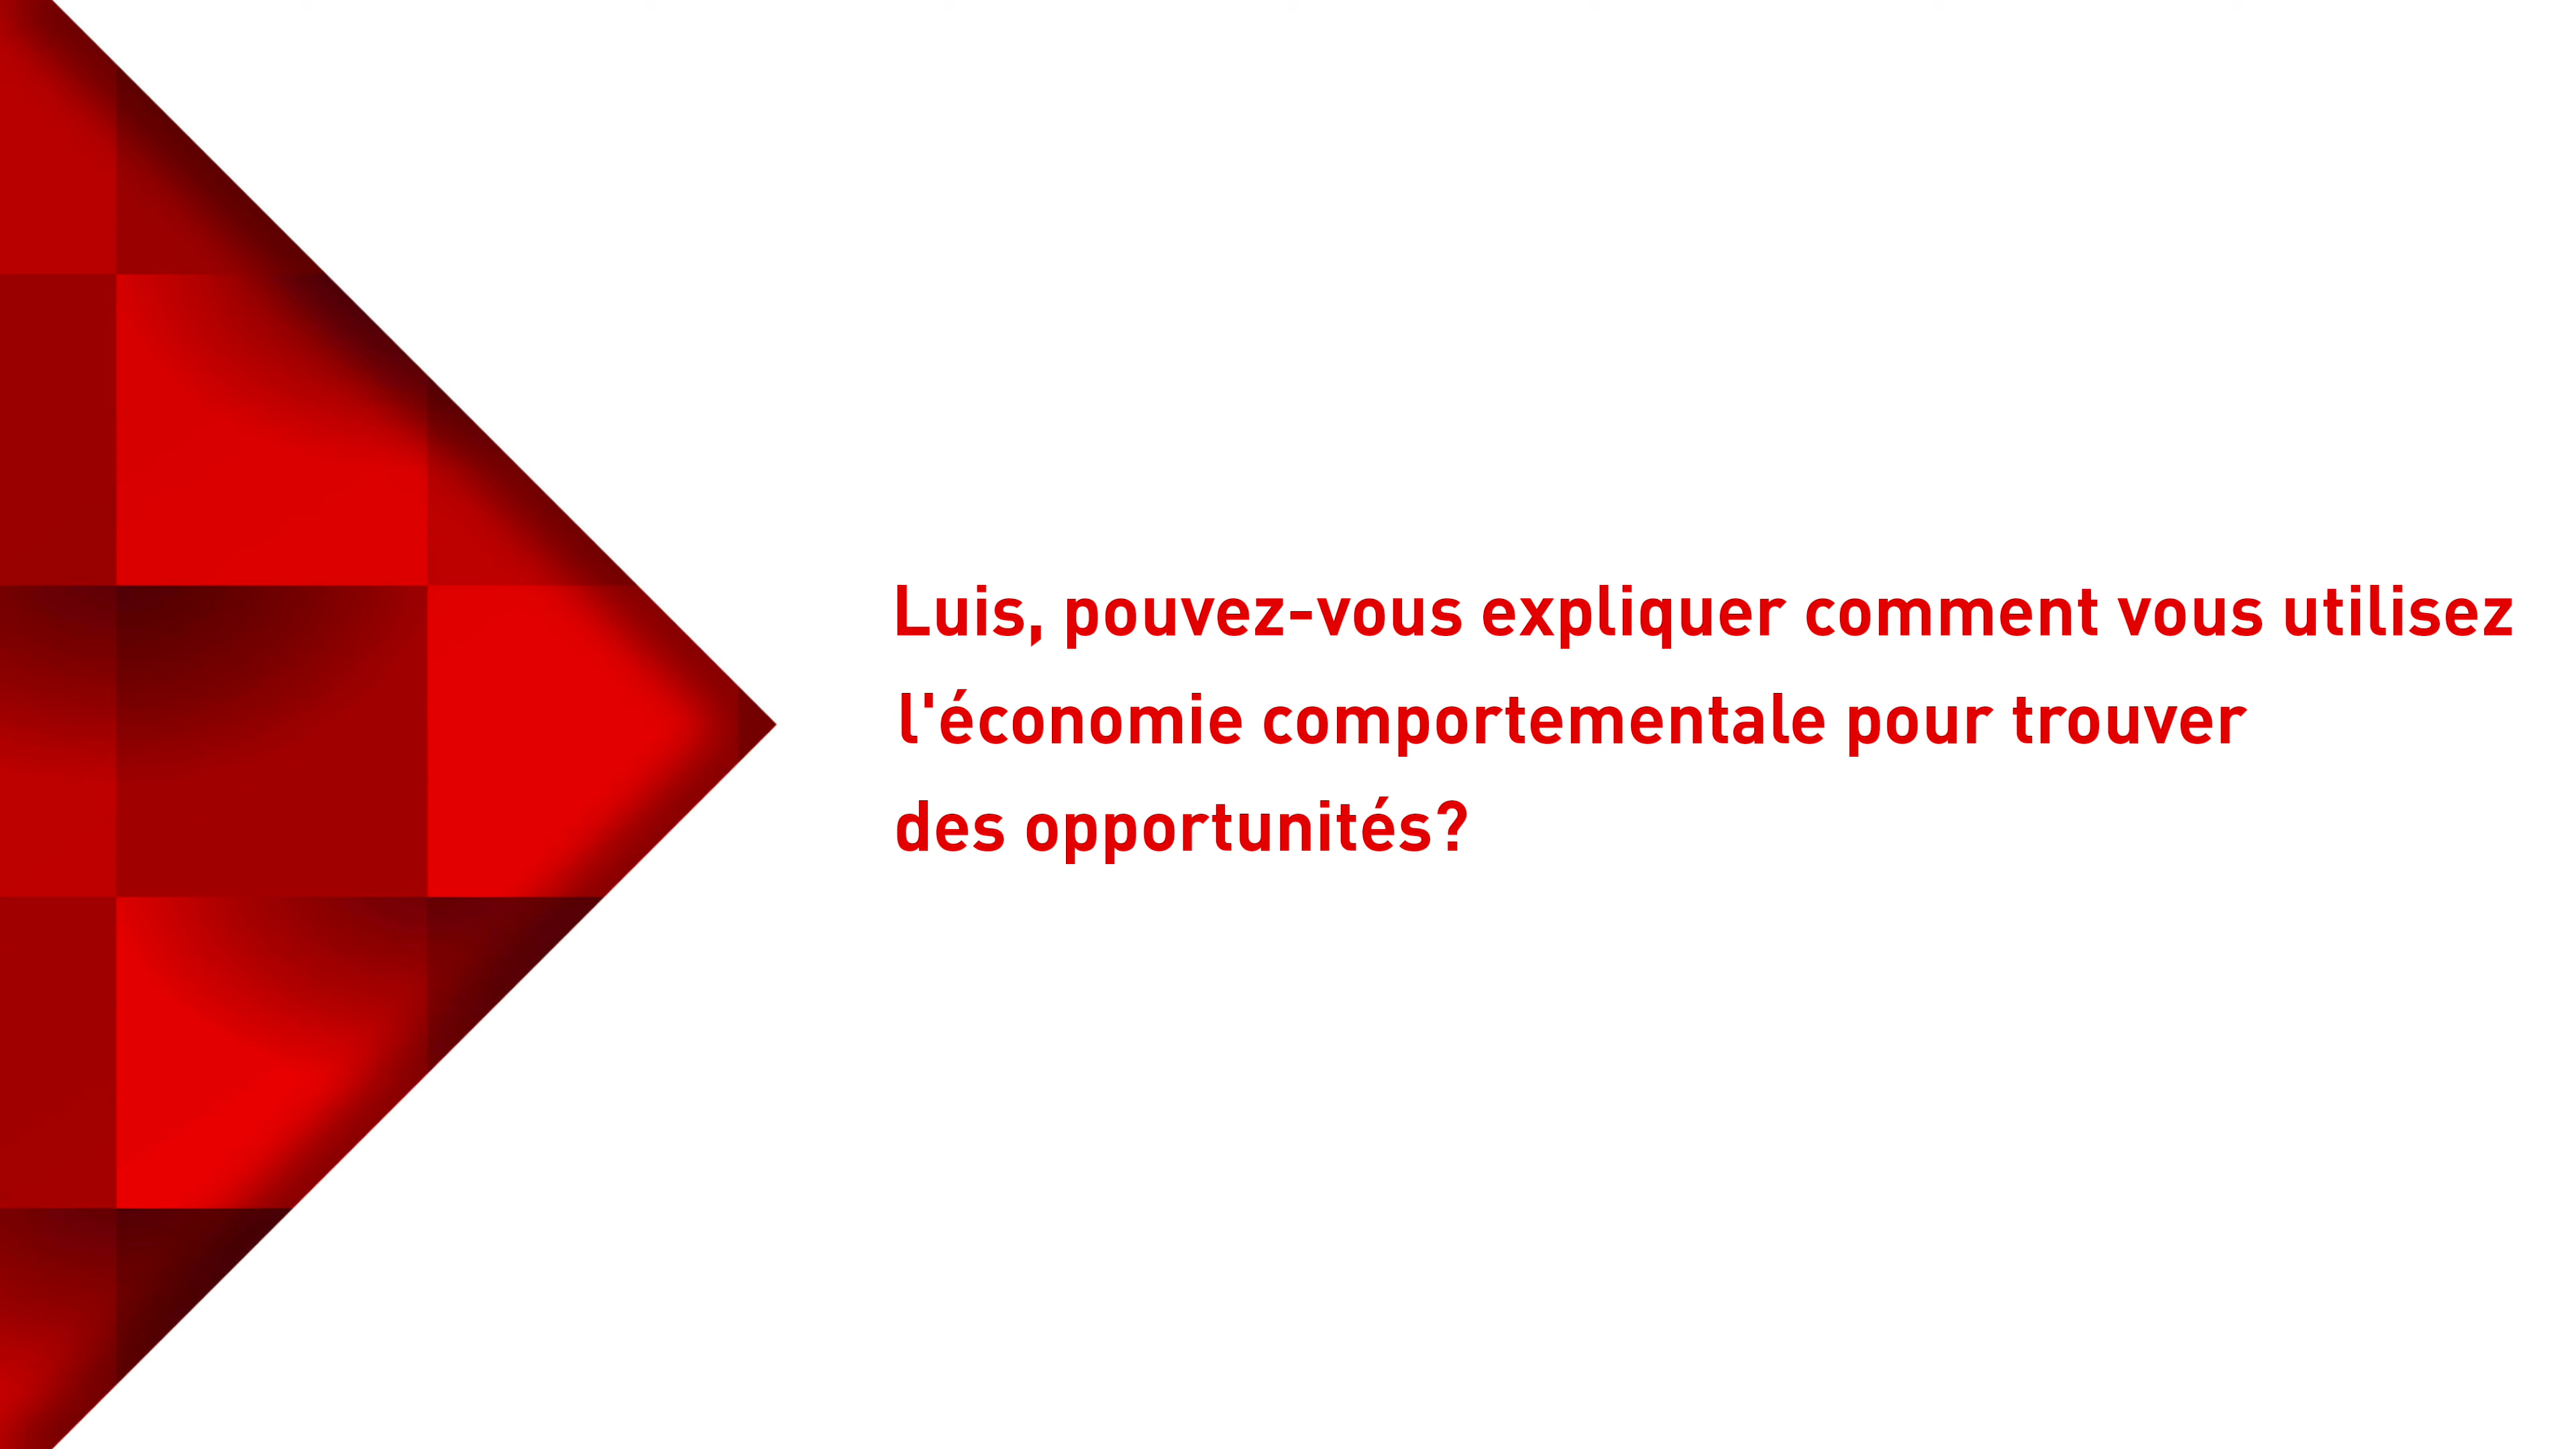 Luis, pouvez-vous expliquer comment vous utilisez
l'économie comportementale pour trouver
des opportunités?